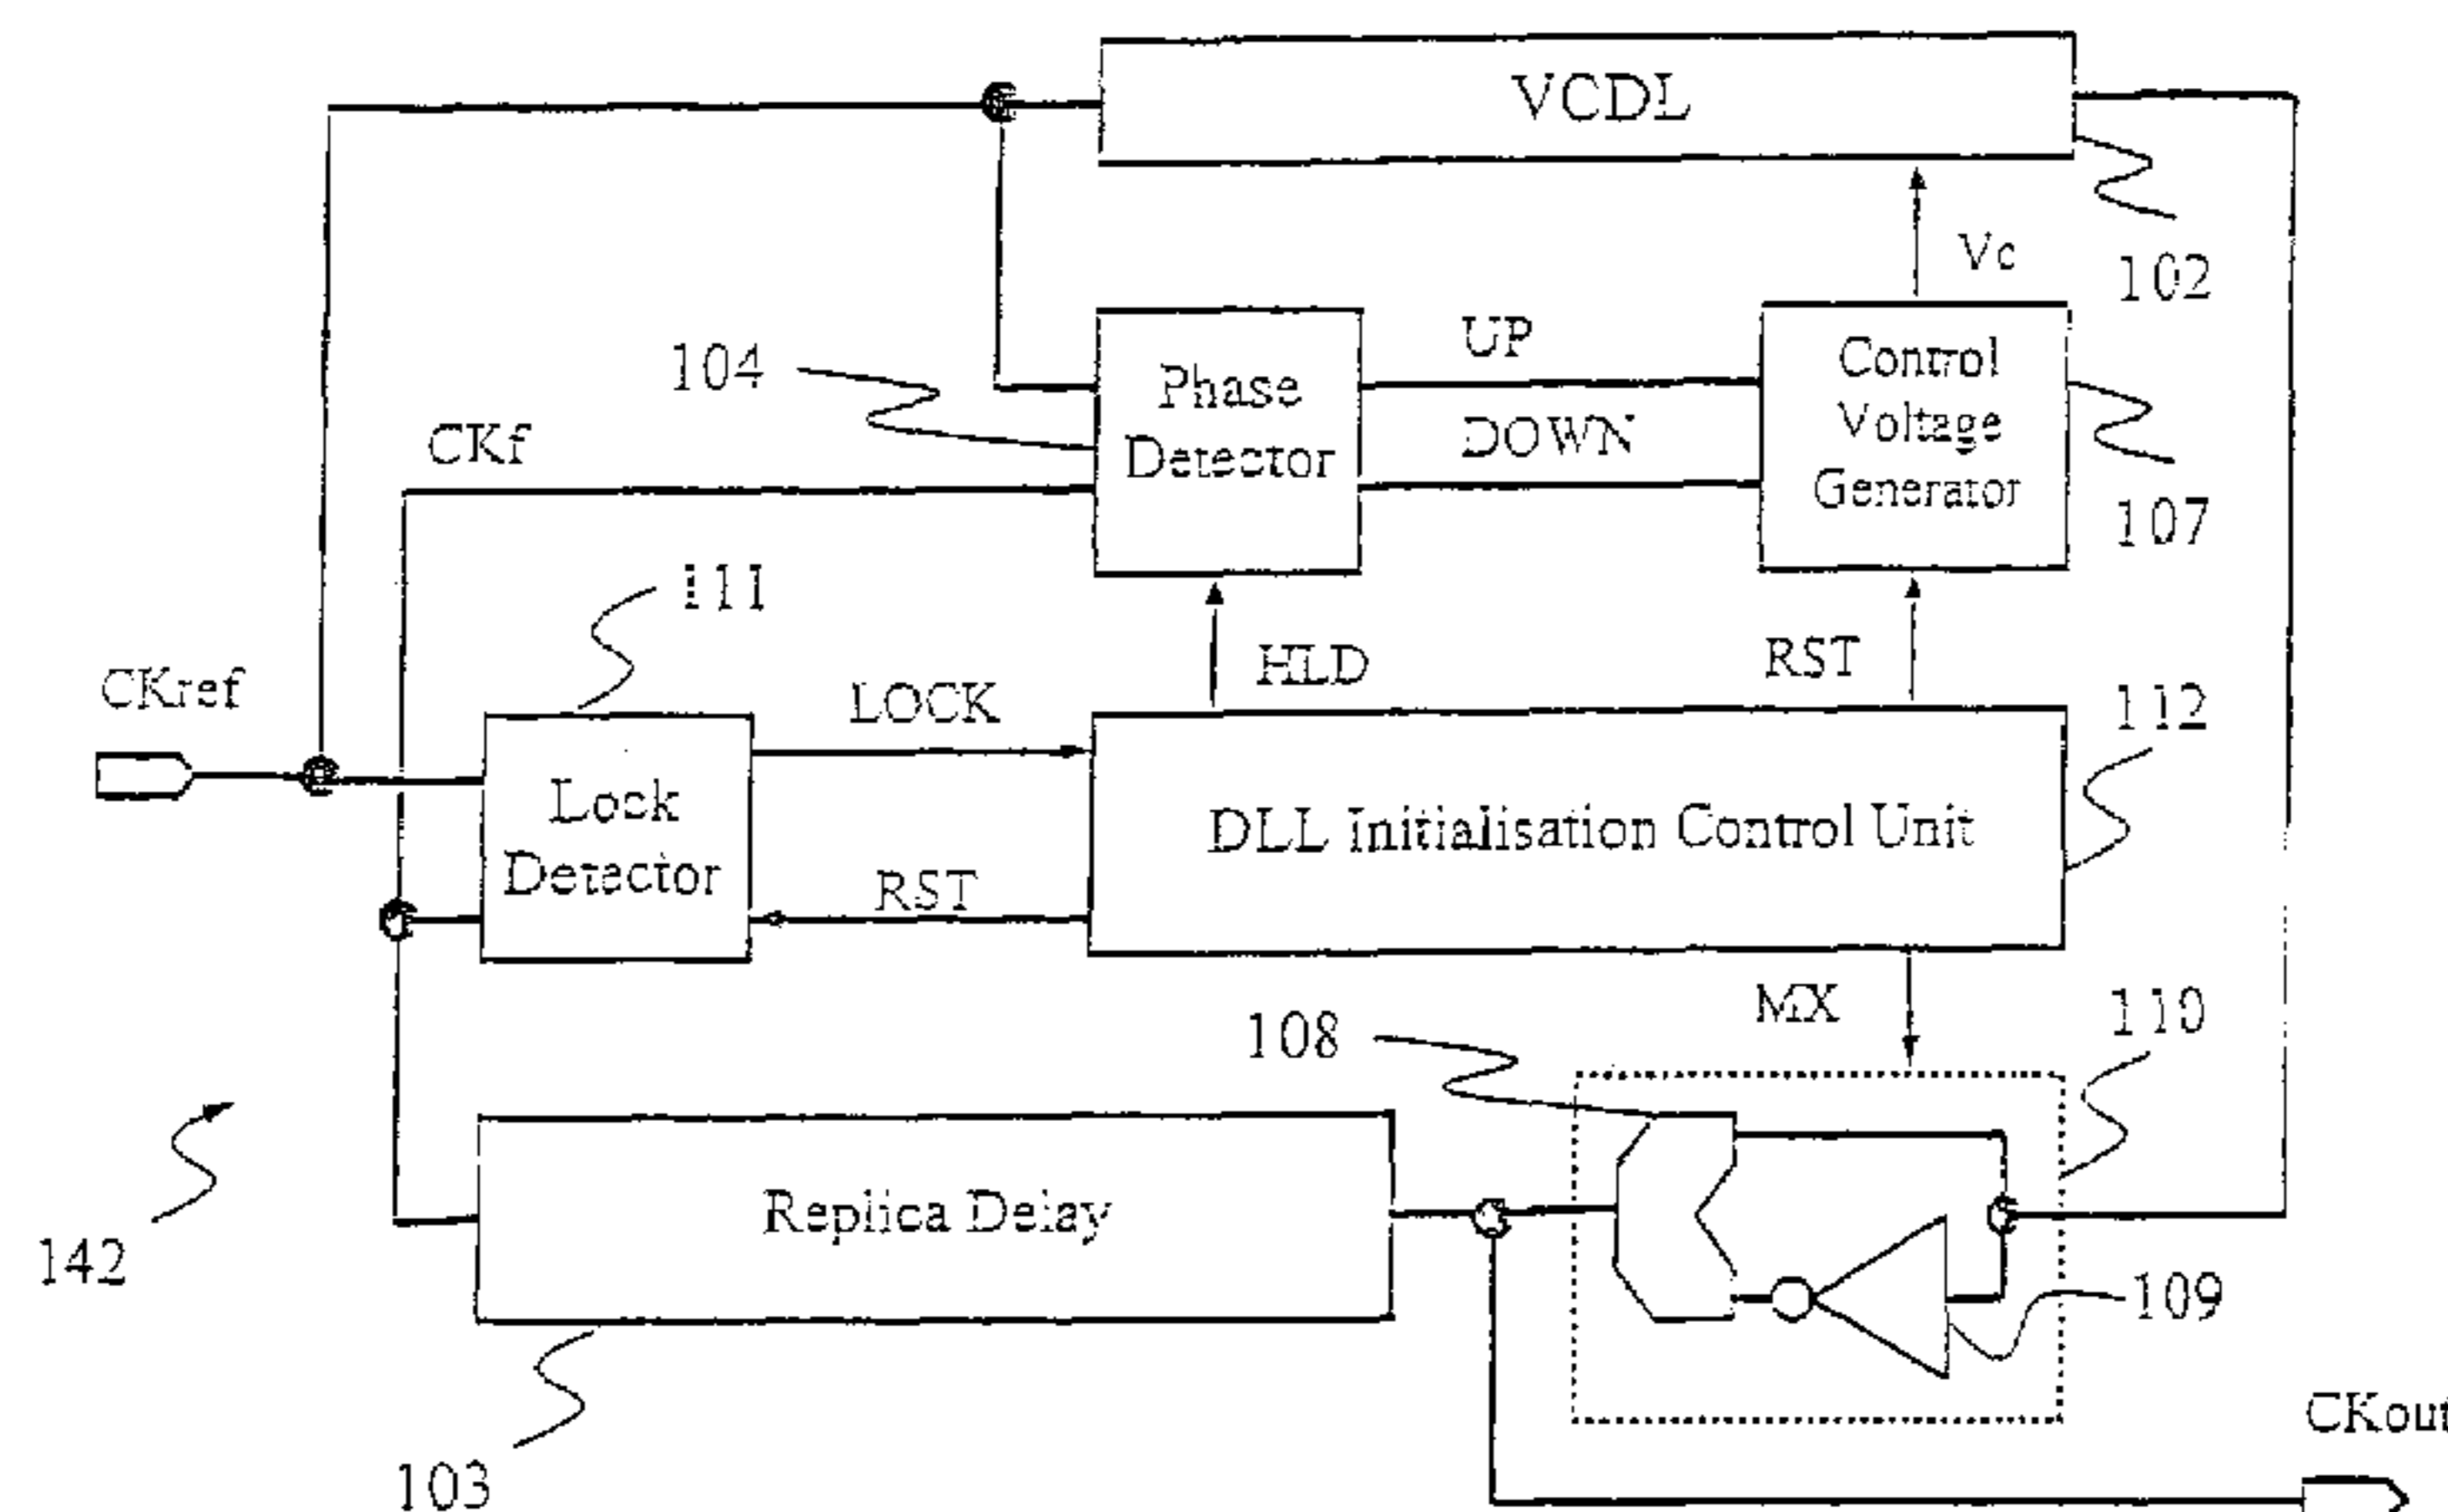 VCDL
Vc
102
104
Phase
Detector
UP
DOWN
Control
Voltage
Generator
107
CKf
111
CKref
LOCK
HLD
RST
112
Lock
Detector
RST
DLL Initialisation Control Unit
MX
110
108
Replica Delay
142
109
103
CKout